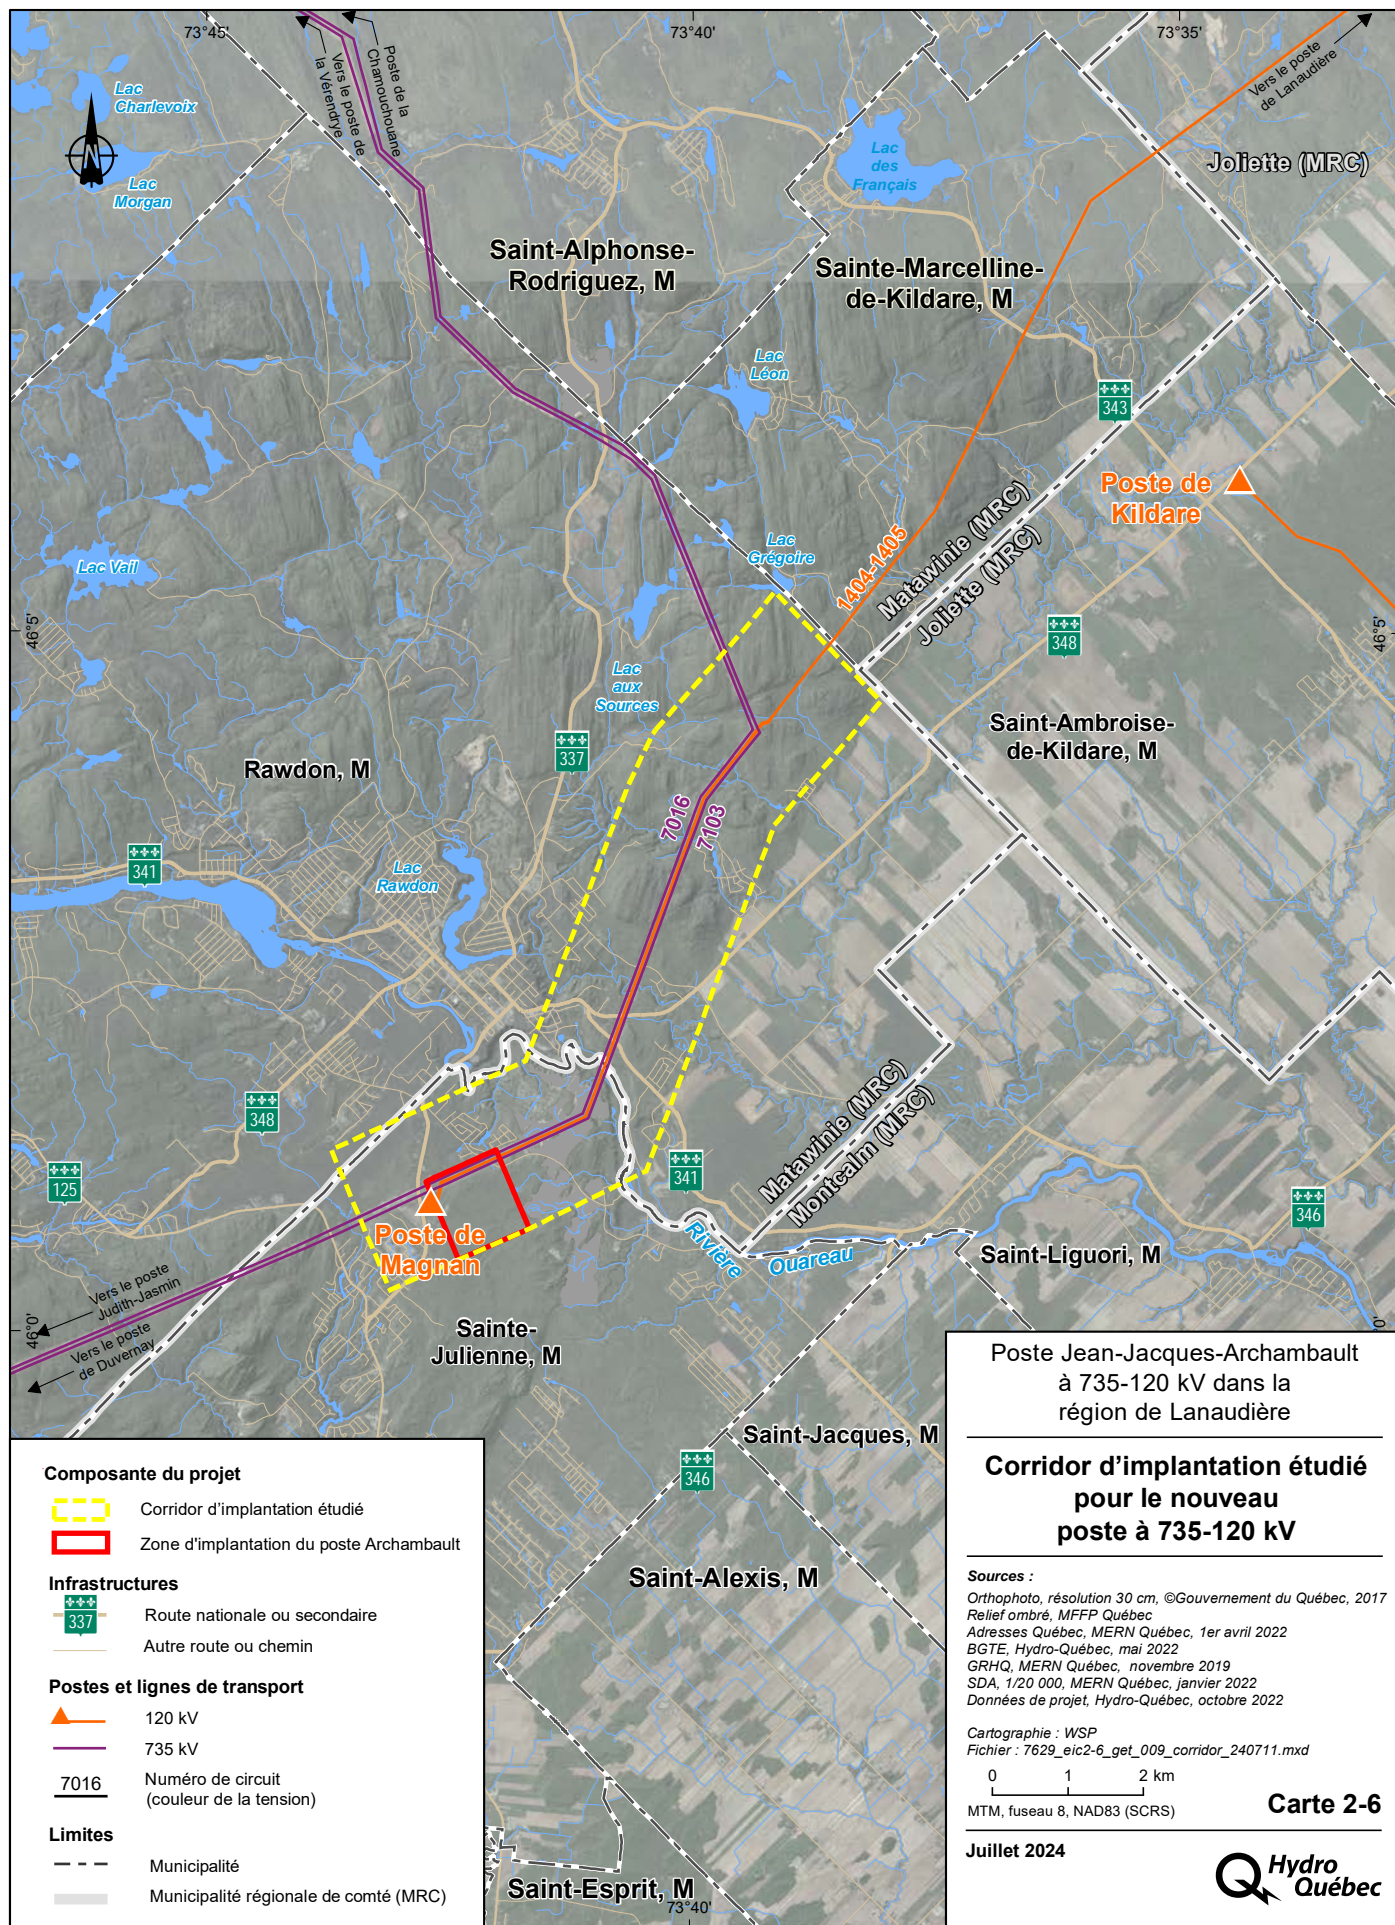 73°45'
73°40'
73°35'
Poste de la
Chamouchouane
Vers le poste de
la Vérendrye
Vers le poste
de Lanaudière
Lac
Charlevoix
N
Lac
Morgan
Lac
des
Français
Joliette (MRC)
Saint-Alphonse-
Rodriguez, M
Sainte-Marcelline-
de-Kildare, M
Lac
Léon
343
Poste de
Kildare
Lac
Grégoire
1404-1405
Matawinie (MRC)
Joliette (MRC)
Lac Vail
46°5'
46°5'
348
Lac
aux
Sources
Saint-Ambroise-
de-Kildare, M
337
Rawdon, M
7016
7103
341
Lac
Rawdon
348
Matawinie (MRC)
Montcalm (MRC)
125
341
346
Poste de
Magnan
Rivière
Ouareau
Saint-Liguori, M
Vers le poste
Judith-Jasmin
46°0'
Vers le poste
de Duvernay
Sainte-
Julienne, M
Saint-Jacques, M
346
Saint-Alexis, M
Saint-Esprit, M
73°40'
Composante du projet
Corridor d'implantation étudié
Zone d'implantation du poste Archambault
Infrastructures
337
Route nationale ou secondaire
Autre route ou chemin
Postes et lignes de transport
120 kV
735 kV
7016
Numéro de circuit
(couleur de la tension)
Limites
Municipalité
Municipalité régionale de comté (MRC)
Poste Jean-Jacques-Archambault
à 735-120 kV dans la
région de Lanaudière
Corridor d'implantation étudié
pour le nouveau
poste à 735-120 kV
Sources :
Orthophoto, résolution 30 cm, ©Gouvernement du Québec, 2017
Relief ombré, MFFP Québec
Adresses Québec, MERN Québec, 1er avril 2022
BGTE, Hydro-Québec, mai 2022
GRHQ, MERN Québec, novembre 2019
SDA, 1/20 000, MERN Québec, janvier 2022
Données de projet, Hydro-Québec, octobre 2022
Cartographie : WSP
Fichier : 7629_eic2-6_get_009_corridor_240711.mxd
0 1 2 km
MTM, fuseau 8, NAD83 (SCRS)
Carte 2-6
Juillet 2024
Hydro
Québec